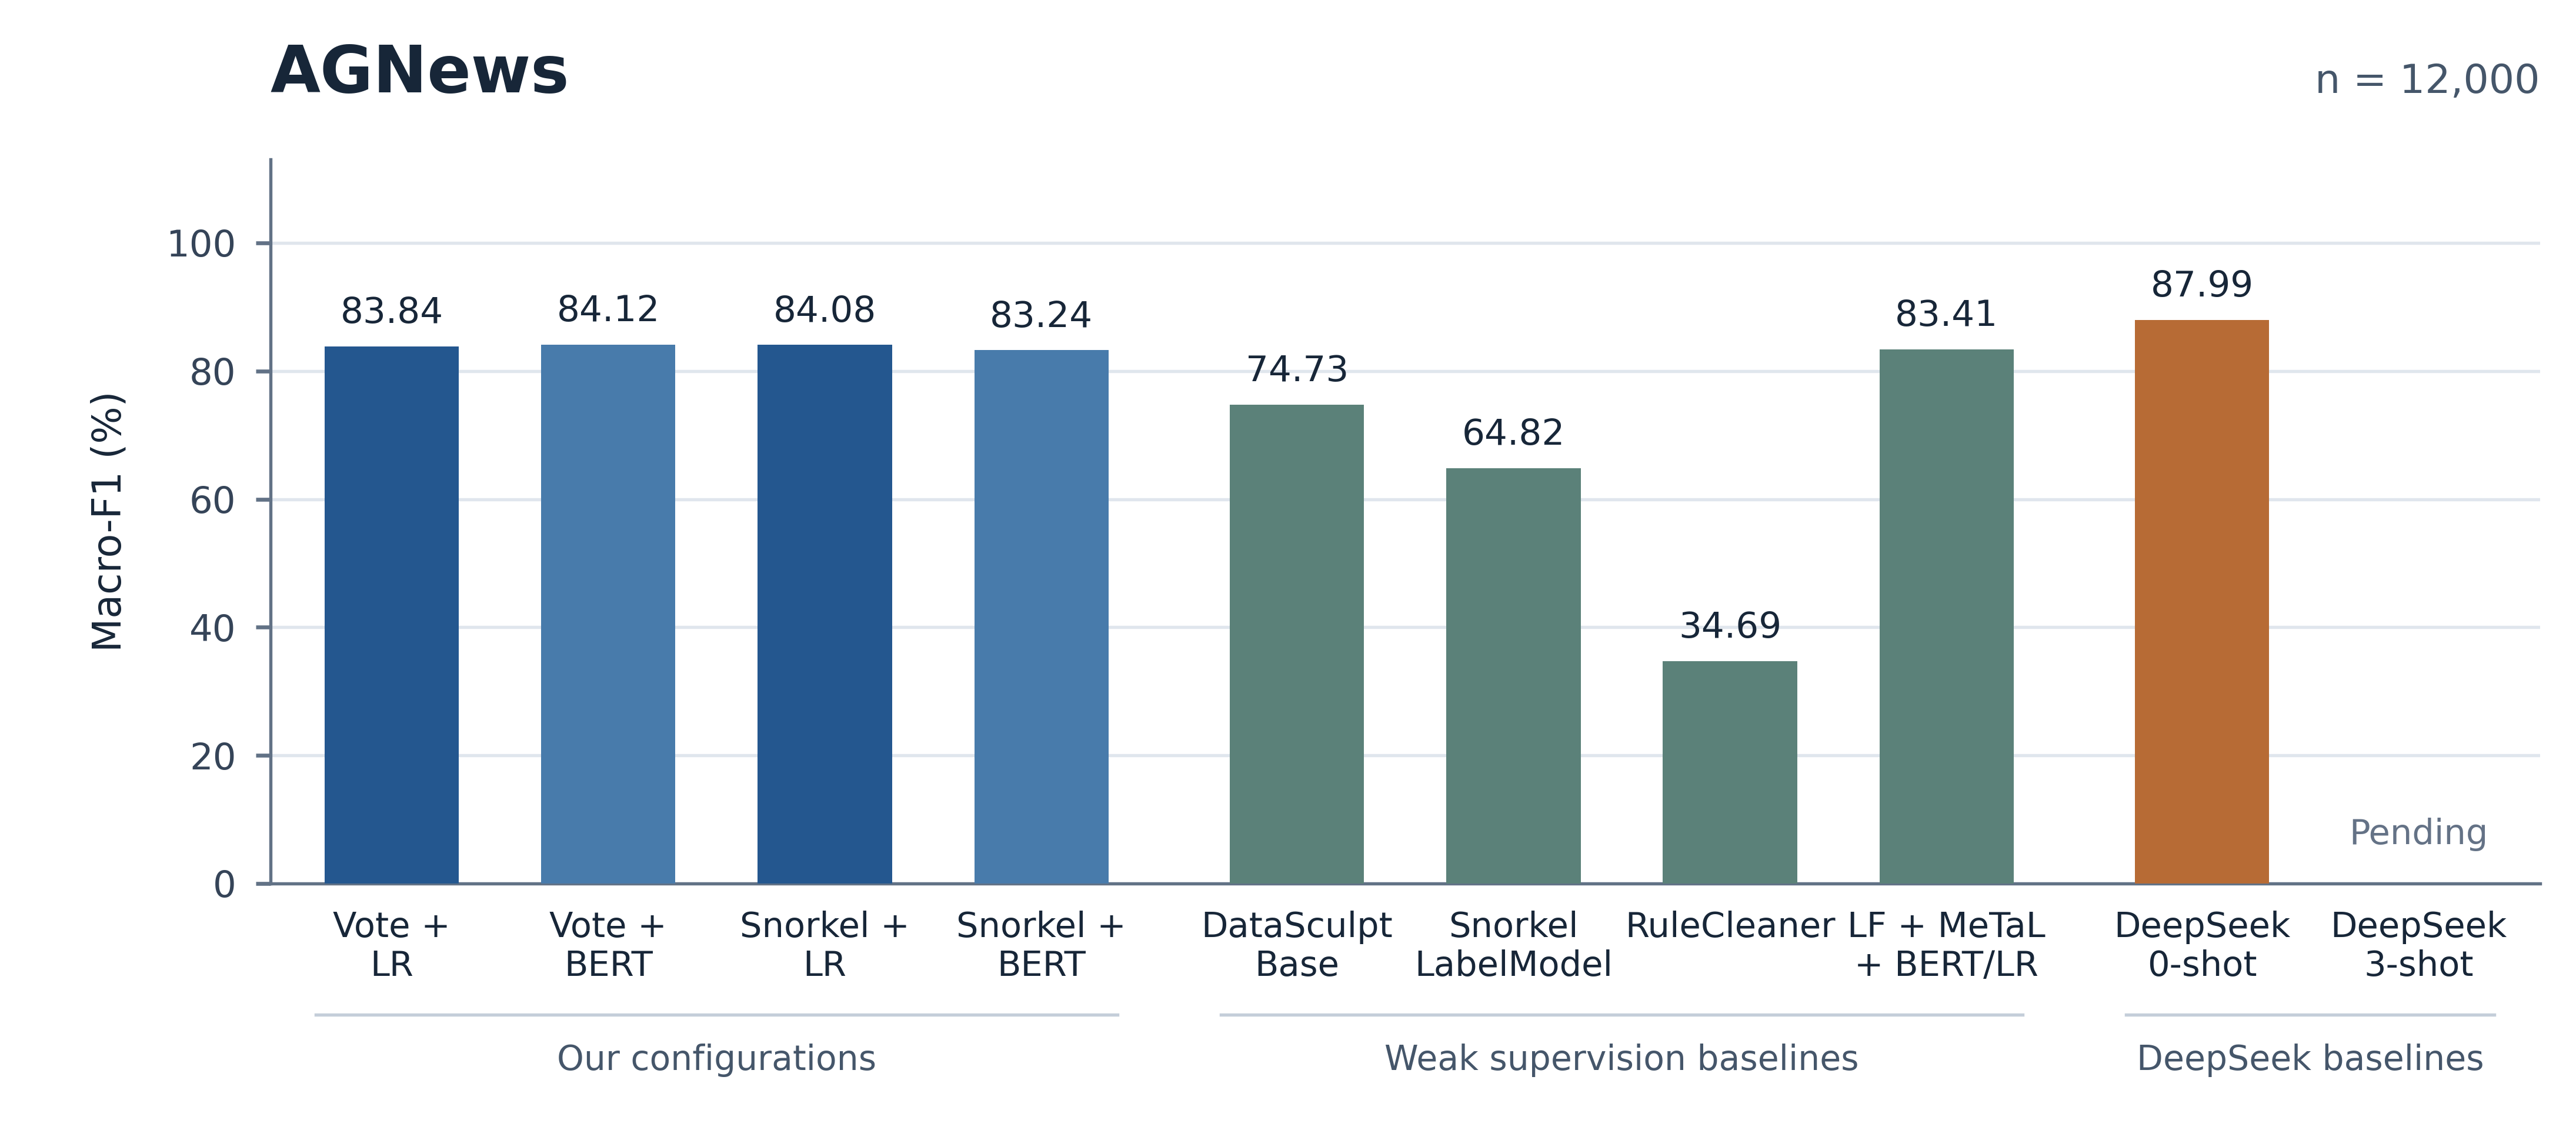 AGNews
n = 12,000
Macro-F1 (%)
100
80
60
40
20
0
83.84
84.12
84.08
83.24
74.73
64.82
34.69
83.41
87.99
Pending
Vote +
LR
Vote +
BERT
Snorkel +
LR
Snorkel +
BERT
DataSculpt
Base
Snorkel
LabelModel
RuleCleaner
LF + MeTaL
+ BERT/LR
DeepSeek
0-shot
DeepSeek
3-shot
Our configurations
Weak supervision baselines
DeepSeek baselines